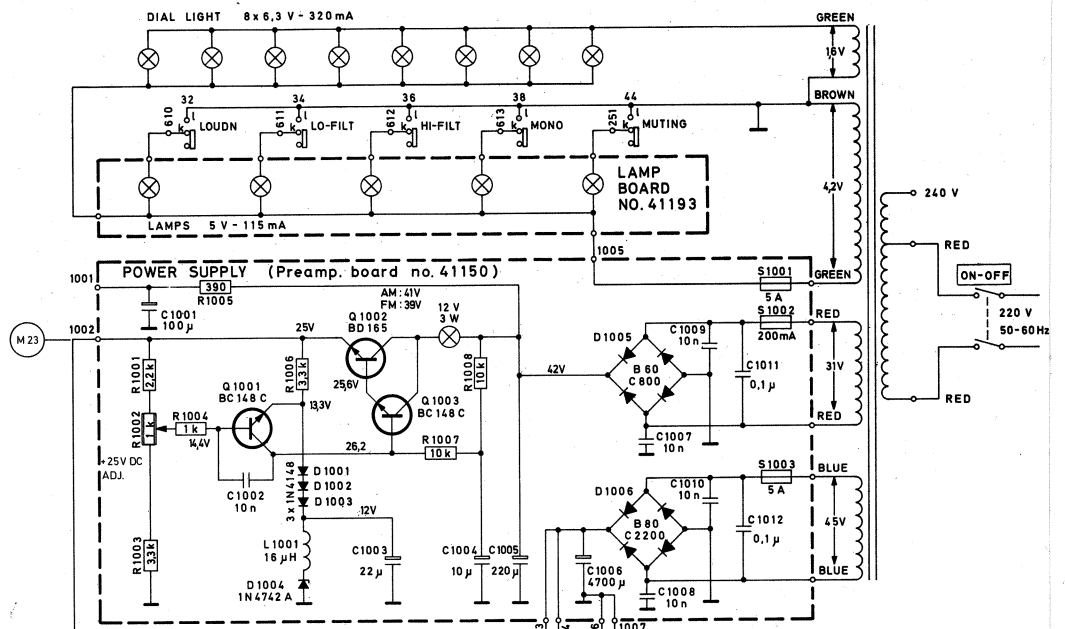 DIAL LIGHT 8 x 6,3 V - 320 mA
GREEN
1,6V
BROWN
32
34
36
38
44
610
k
l
LOUDN
611
k
l
LO-FILT
612
k
l
HI-FILT
613
k
l
MONO
251
k
l
MUTING
LAMP
BOARD
NO. 41193
4,2V
LAMPS 5 V - 115 mA
1005
240 V
RED
GREEN
ON-OFF
220 V
50-60Hz
RED
1001
POWER SUPPLY (Preamp. board no. 41150)
390
R1005
AM : 41V
FM : 39V
S1001
5 A
C1001
100 µ
Q1002
BD 165
12 V
3 W
S1002
200mA
RED
M 23
1002
25V
R1001
2,2 k
R1006
3,3 k
R1008
10 k
D1005
C1009
10 n
B 60
C 800
C1011
0,1 µ
31V
42V
Q1001
BC 148 C
25,6V
Q1003
BC 148 C
13,3V
R1002
1 k
R1004
1 k
14,4V
26,2
R1007
10 k
C1007
10 n
RED
+ 25V DC
ADJ.
C1002
10 n
3 x 1N4148
D1001
D1002
D1003
12V
S1003
5 A
BLUE
D1006
C1010
10 n
B 80
C 2200
C1012
0,1 µ
45V
R1003
3,3 k
L1001
16 µH
C1003
22 µ
C1004
10 µ
C1005
220 µ
C1006
4700 µ
D1004
1N 4742 A
C1008
10 n
BLUE
3
6
1007